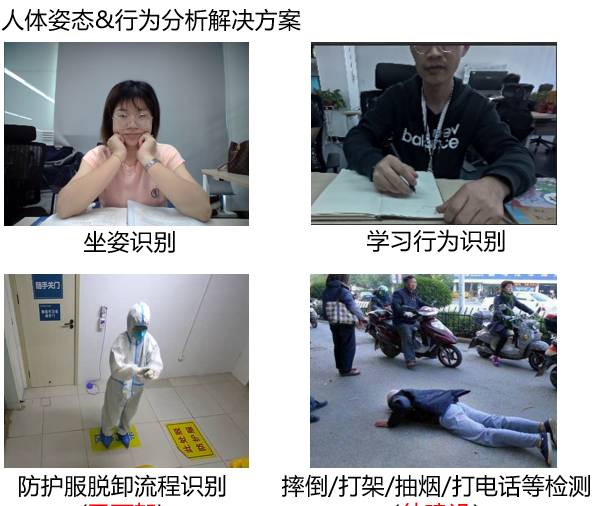 人体姿态&行为分析解决方案
坐姿识别
学习行为识别
new
balance
随手关门
防护服脱卸流程识别
摔倒/打架/抽烟/打电话等检测